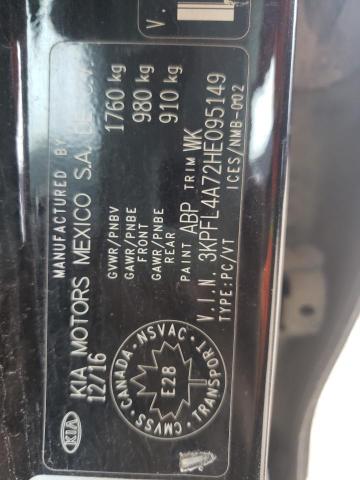 MANUFACTURED BY
KIA MOTORS MEXICO S.A. DE
12/16
GVWR/PNBV 1760 kg
GAWR/PNBE FRONT 980 kg
GAWR/PNBE REAR 910 kg
PAINT ABP TRIM WK
V.I.N. 3KPFL4A72HE095149
TYPE:PC/VT ICES/NMB-002
KIA
CANADA · NSVAC · TRANSPORT · CMVSS
E28
V.